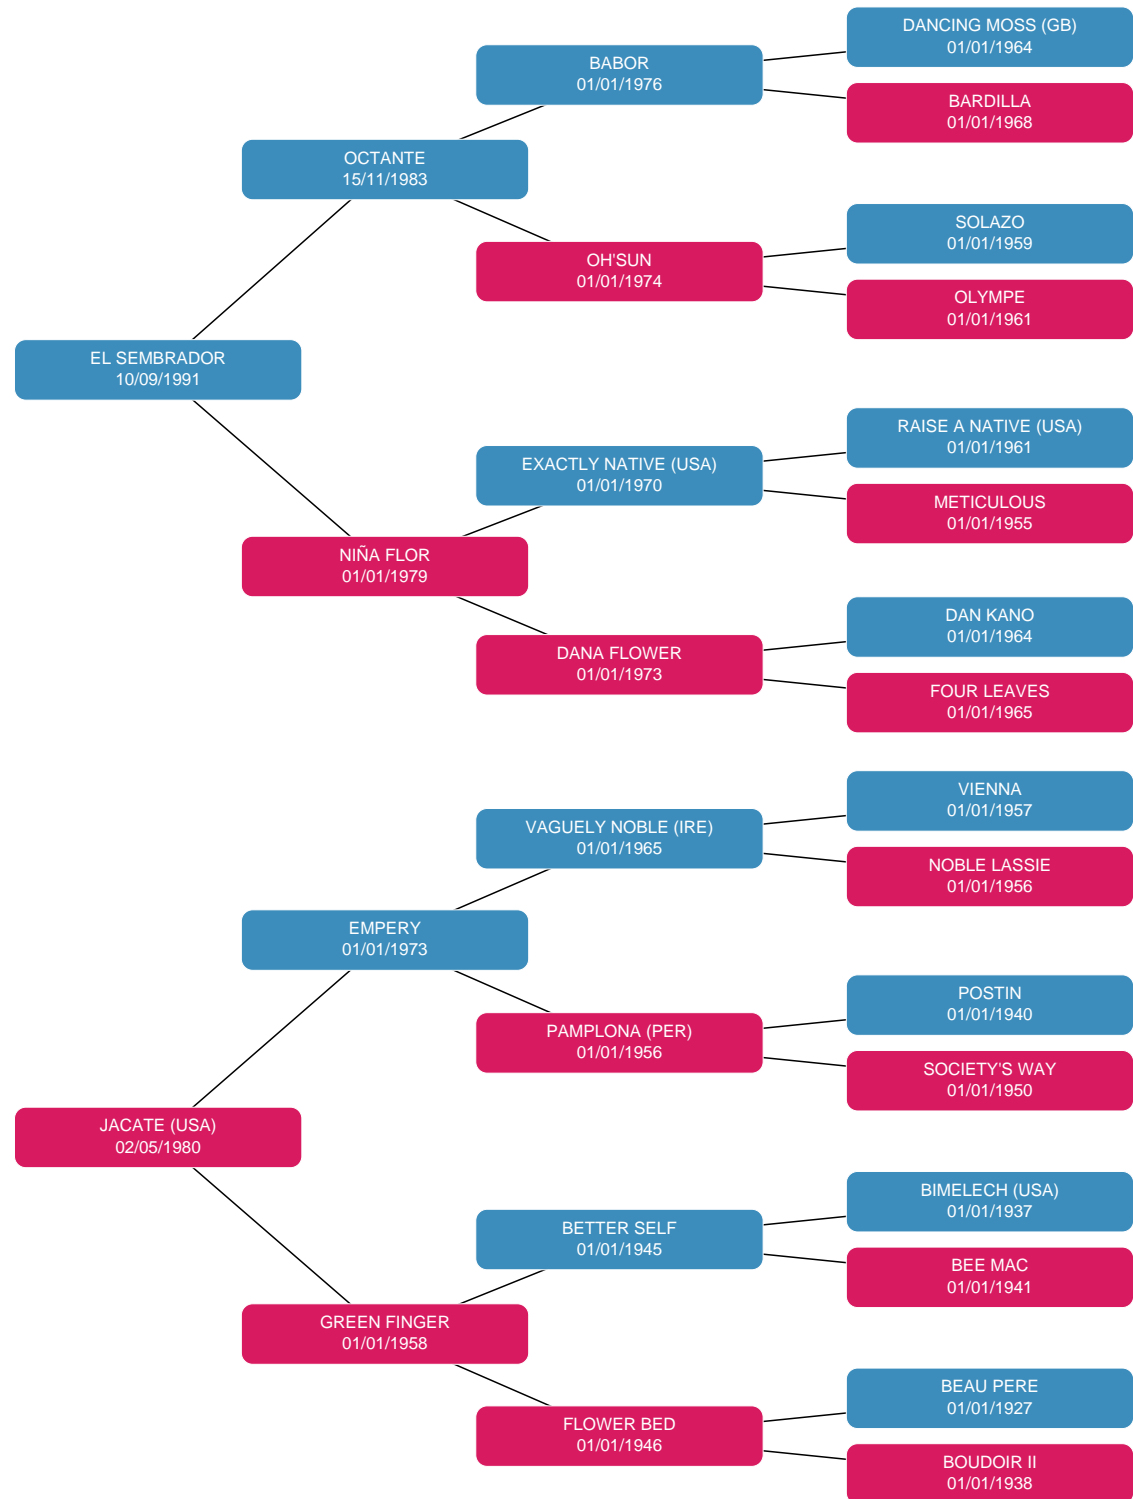 DANCING MOSS (GB)
01/01/1964
BABOR
01/01/1976
BARDILLA
01/01/1968
OCTANTE
15/11/1983
SOLAZO
01/01/1959
OH'SUN
01/01/1974
OLYMPE
01/01/1961
EL SEMBRADOR
10/09/1991
RAISE A NATIVE (USA)
01/01/1961
EXACTLY NATIVE (USA)
01/01/1970
METICULOUS
01/01/1955
NIÑA FLOR
01/01/1979
DAN KANO
01/01/1964
DANA FLOWER
01/01/1973
FOUR LEAVES
01/01/1965
VIENNA
01/01/1957
VAGUELY NOBLE (IRE)
01/01/1965
NOBLE LASSIE
01/01/1956
EMPERY
01/01/1973
POSTIN
01/01/1940
PAMPLONA (PER)
01/01/1956
SOCIETY'S WAY
01/01/1950
JACATE (USA)
02/05/1980
BIMELECH (USA)
01/01/1937
BETTER SELF
01/01/1945
BEE MAC
01/01/1941
GREEN FINGER
01/01/1958
BEAU PERE
01/01/1927
FLOWER BED
01/01/1946
BOUDOIR II
01/01/1938